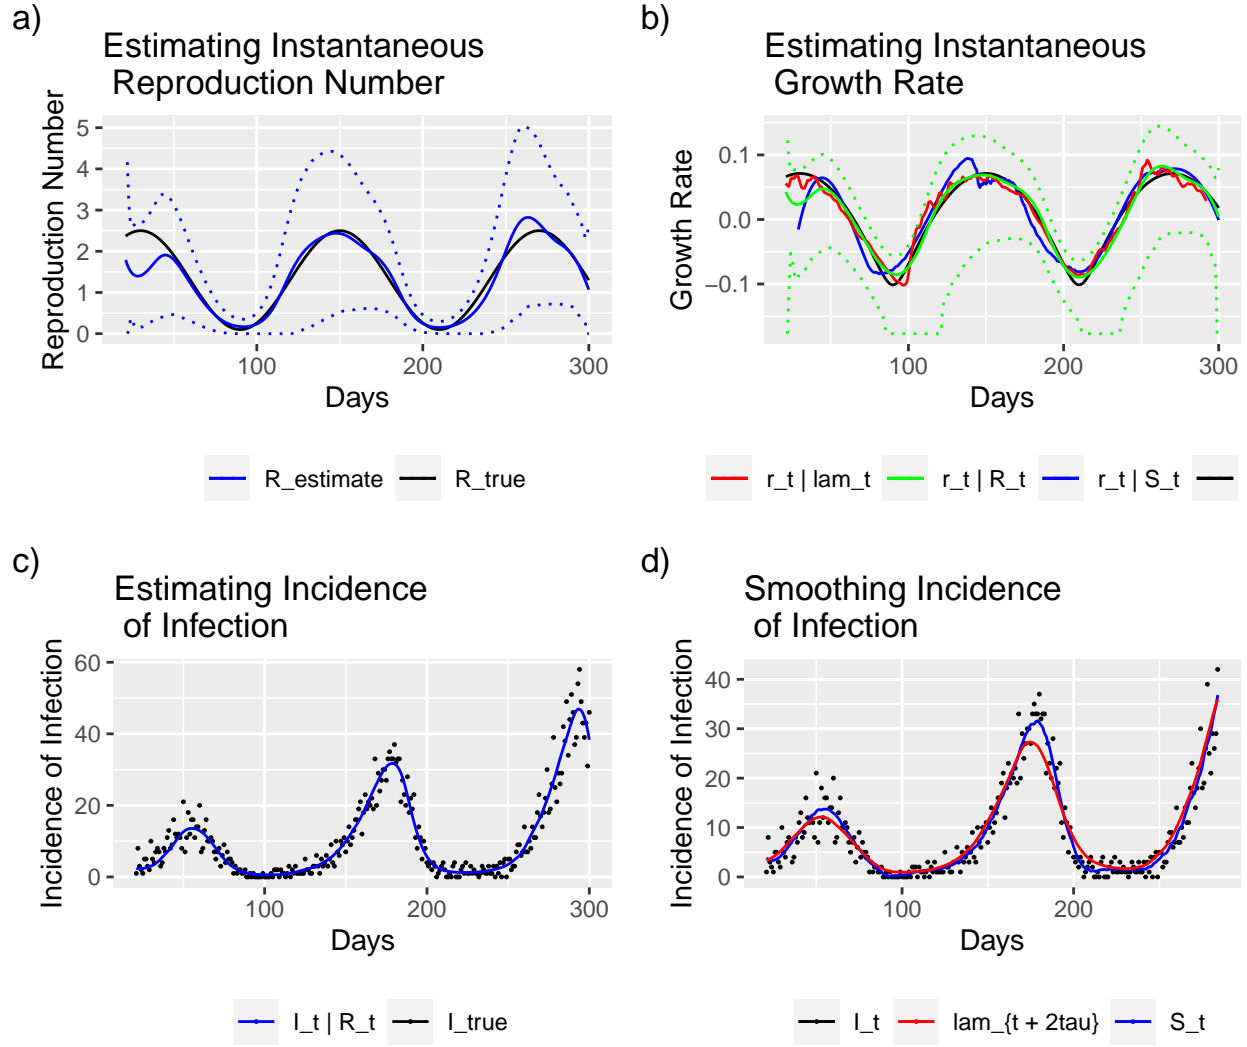 a)
Estimating Instantaneous
Reproduction Number
Reproduction Number
5
4
3
2
1
0
100
200
300
Days
R_estimate
R_true
b)
Estimating Instantaneous
Growth Rate
Growth Rate
0.1
0.0
−0.1
100
200
300
Days
r_t | lam_t
r_t | R_t
r_t | S_t
c)
Estimating Incidence
of Infection
Incidence of Infection
60
40
20
0
100
200
300
Days
I_t | R_t
I_true
d)
Smoothing Incidence
of Infection
Incidence of Infection
40
30
20
10
0
100
200
Days
I_t
lam_{t + 2tau}
S_t